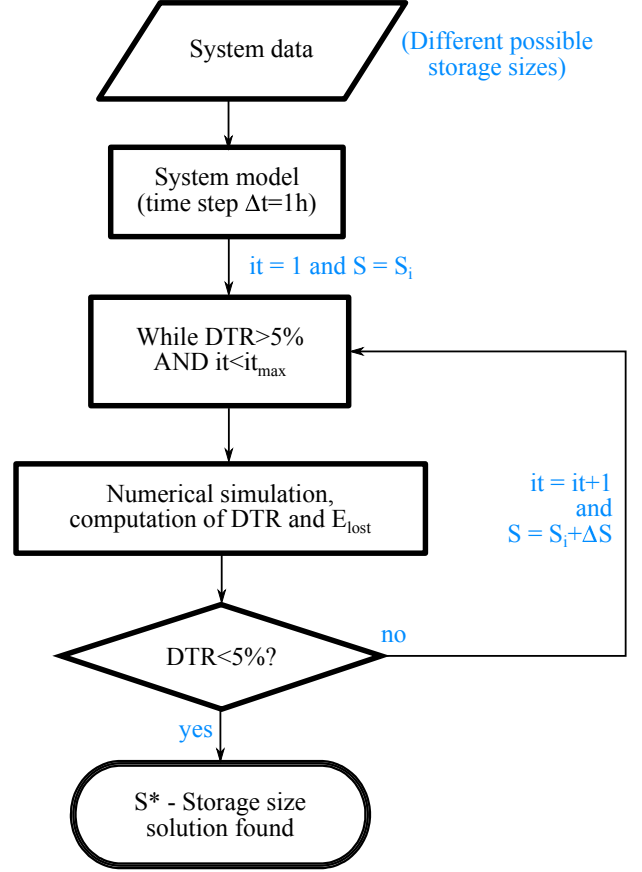 System data
(Different possible
storage sizes)
System model
(time step Δt=1h)
it = 1 and S = Sᵢ
While DTR>5%
AND it<itₘₐₓ
Numerical simulation,
computation of DTR and Eₗₒₛₜ
it = it+1
and
S = Sᵢ+ΔS
DTR<5%?
no
yes
S* - Storage size
solution found